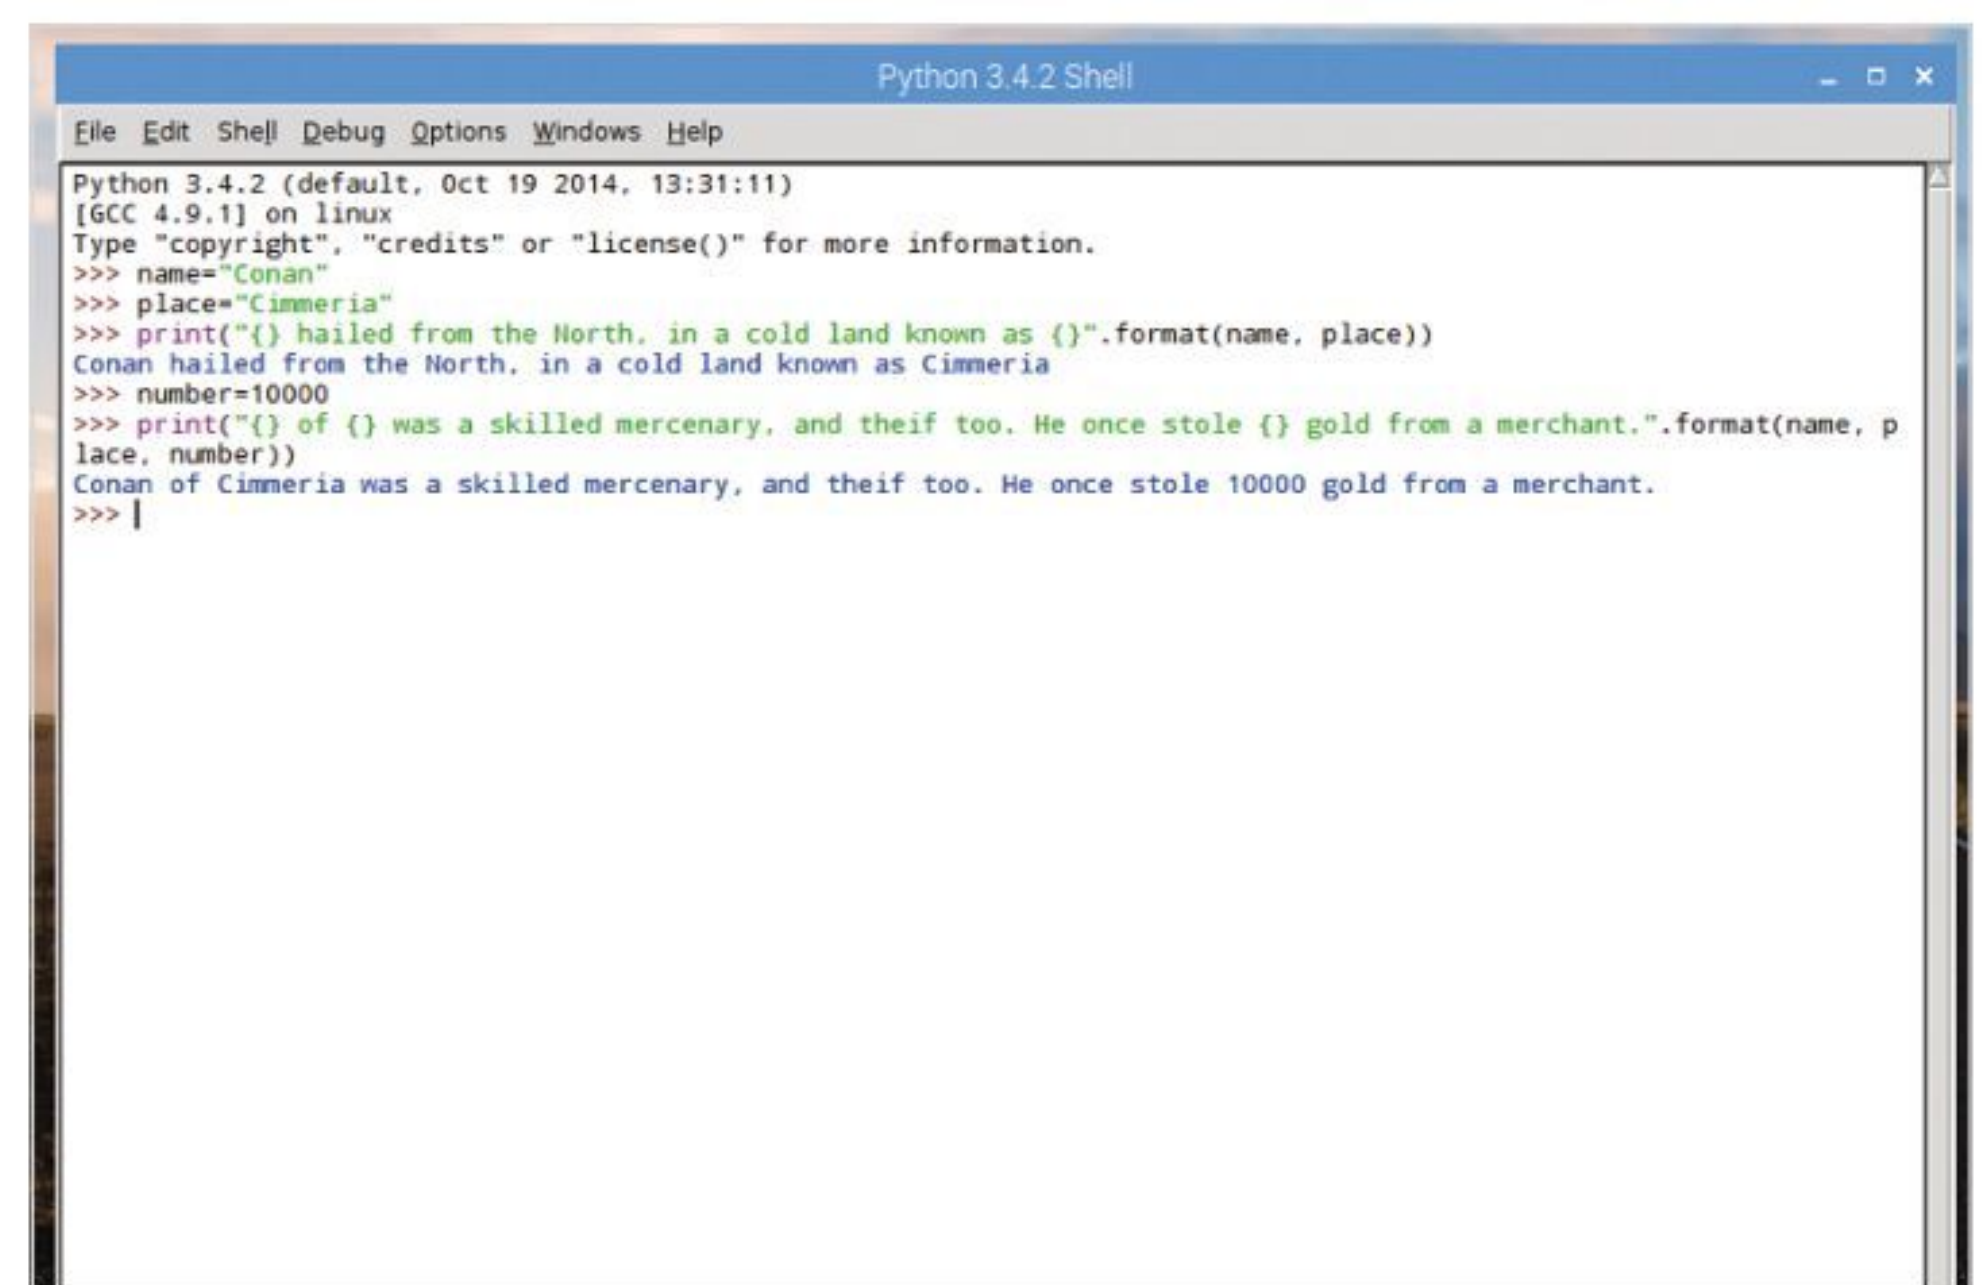 Python 3.4.2 Shell
File Edit Shell Debug Options Windows Help
Python 3.4.2 (default, Oct 19 2014, 13:31:11)
[GCC 4.9.1] on linux
Type "copyright", "credits" or "license()" for more information.
>>> name="Conan"
>>> place="Cimmeria"
>>> print("{} hailed from the North, in a cold land known as {}".format(name, place))
Conan hailed from the North, in a cold land known as Cimmeria
>>> number=10000
>>> print("{} of {} was a skilled mercenary, and theif too. He once stole {} gold from a merchant.".format(name, p
lace, number))
Conan of Cimmeria was a skilled mercenary, and theif too. He once stole 10000 gold from a merchant.
>>>